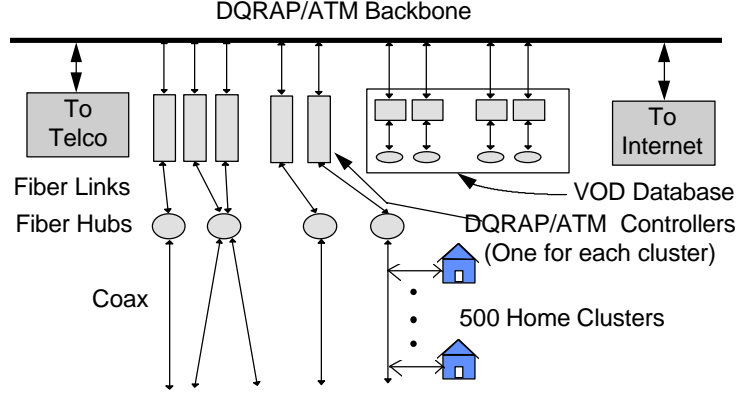 DQRAP/ATM Backbone
To
Telco
To
Internet
Fiber Links
VOD Database
Fiber Hubs
DQRAP/ATM Controllers
(One for each cluster)
Coax
500 Home Clusters